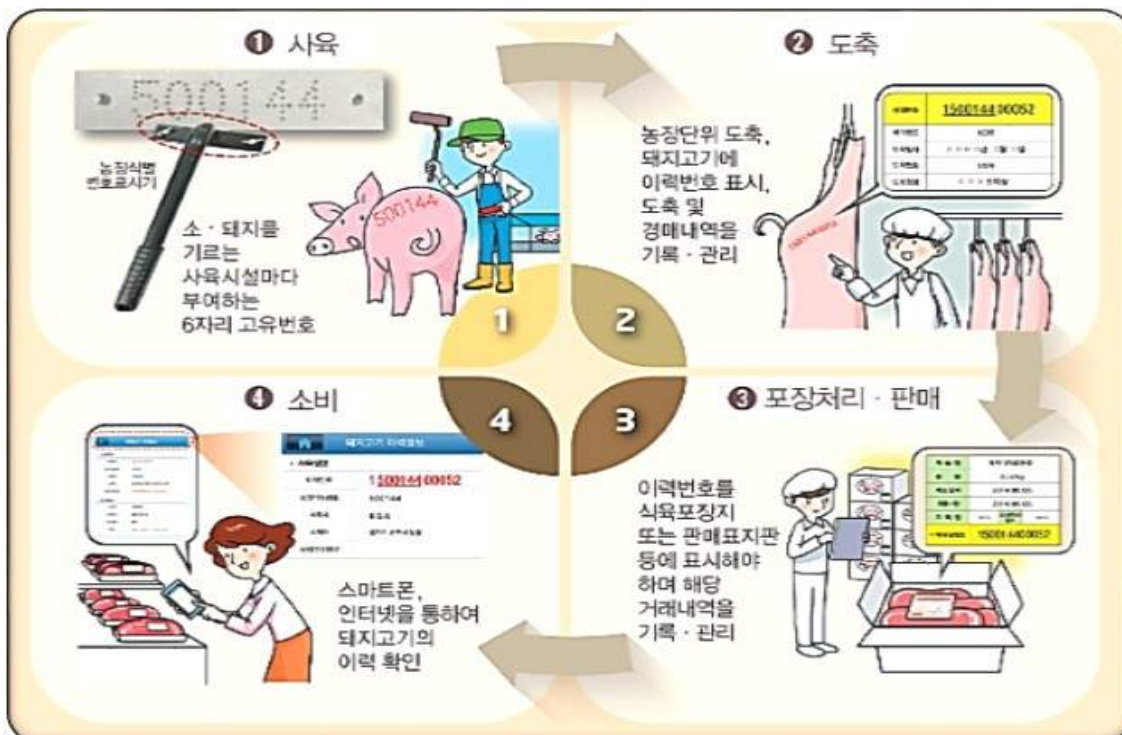 ❶ 사육
500144
농장식별
번호표시기
500144
소 · 돼지를
기르는
사육시설마다
부여하는
6자리 고유번호
1
❷ 도축
농장단위 도축,
돼지고기에
이력번호 표시,
도축 및
경매내역을
기록 · 관리
150014400052
2
❸ 포장처리 · 판매
이력번호를
식육포장지
또는 판매표지판
등에 표시해야
하며 해당
거래내역을
기록 · 관리
150014400052
3
❹ 소비
돼지고기 이력정보
150014400052
500144
스마트폰,
인터넷을 통하여
돼지고기의
이력 확인
4